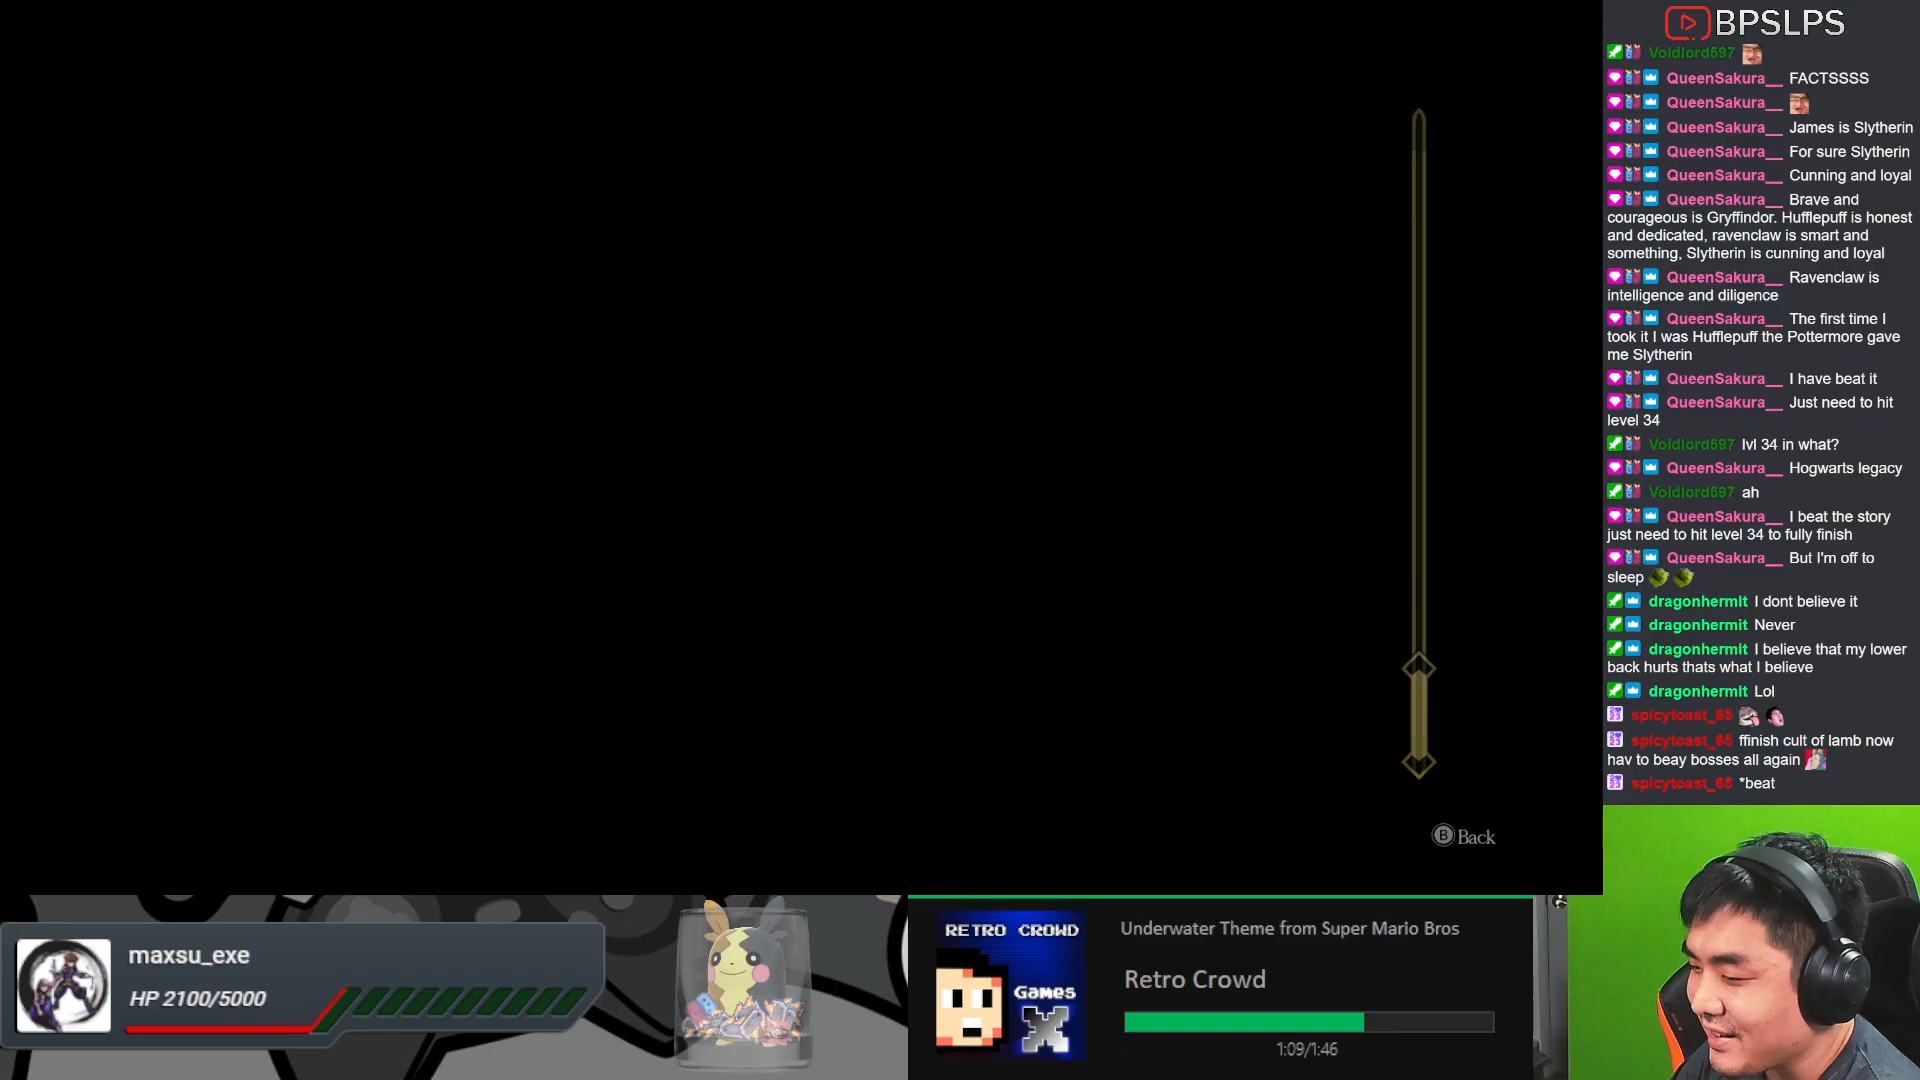 BPSLPS
Voidlord597
QueenSakura__ FACTSSSS
QueenSakura__
QueenSakura__ James is Slytherin
QueenSakura__ For sure Slytherin
QueenSakura__ Cunning and loyal
QueenSakura__ Brave and
courageous is Gryffindor. Hufflepuff is honest
and dedicated, ravenclaw is smart and
something, Slytherin is cunning and loyal
QueenSakura__ Ravenclaw is
intelligence and diligence
QueenSakura__ The first time I
took it I was Hufflepuff the Pottermore gave
me Slytherin
QueenSakura__ I have beat it
QueenSakura__ Just need to hit
level 34
Voidlord597 lvl 34 in what?
QueenSakura__ Hogwarts legacy
Voidlord597 ah
QueenSakura__ I beat the story
just need to hit level 34 to fully finish
QueenSakura__ But I'm off to
sleep
dragonhermit I dont believe it
dragonhermit Never
dragonhermit I believe that my lower
back hurts thats what I believe
dragonhermit Lol
spicytoast_65
spicytoast_65 ffinish cult of lamb now
hav to beay bosses all again
spicytoast_65 *beat
B Back
maxsu_exe
HP 2100/5000
RETRO CROWD
Games
X
Underwater Theme from Super Mario Bros
Retro Crowd
1:09/1:46